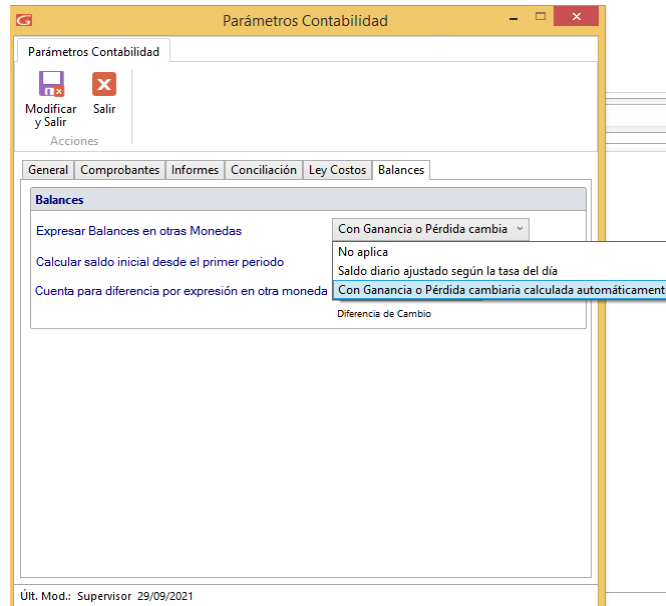 G Parámetros Contabilidad
Parámetros Contabilidad
Modificar y Salir
Salir
Acciones
General Comprobantes Informes Conciliación Ley Costos Balances
Balances
Expresar Balances en otras Monedas Con Ganancia o Pérdida cambia
No aplica
Calcular saldo inicial desde el primer periodo Saldo diario ajustado según la tasa del día
Cuenta para diferencia por expresión en otra moneda Con Ganancia o Pérdida cambiaria calculada automáticament
Diferencia de Cambio
Últ. Mod.: Supervisor 29/09/2021